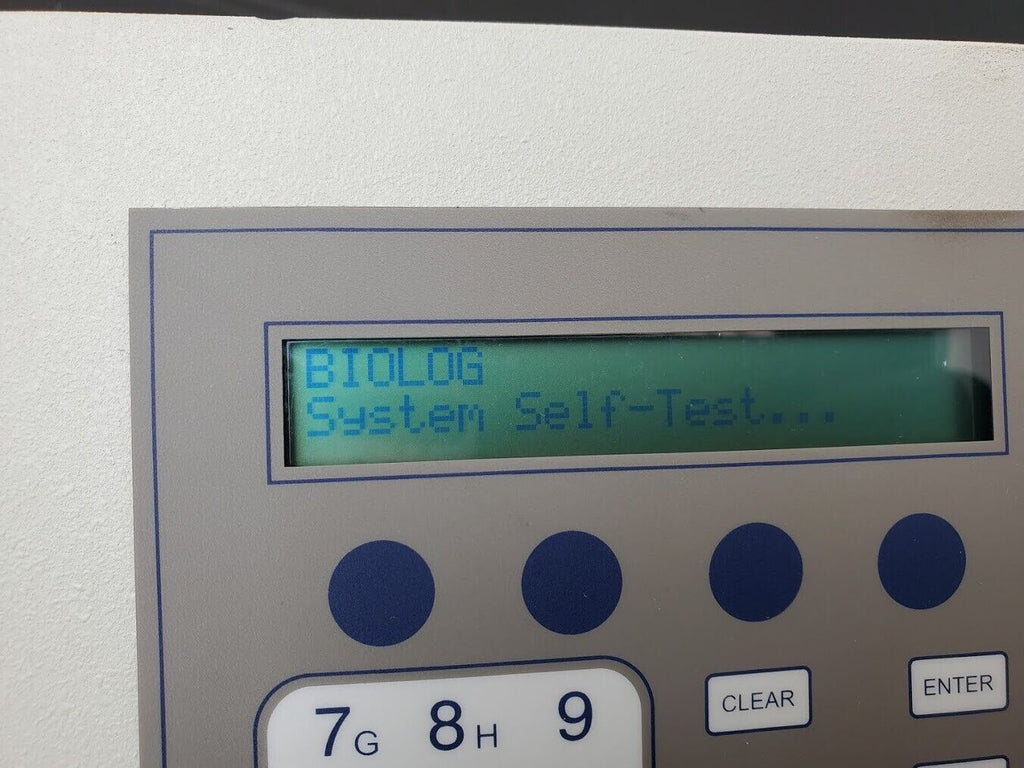 BIOLOG
System Self-Test...
CLEAR
ENTER
7G 8H 9